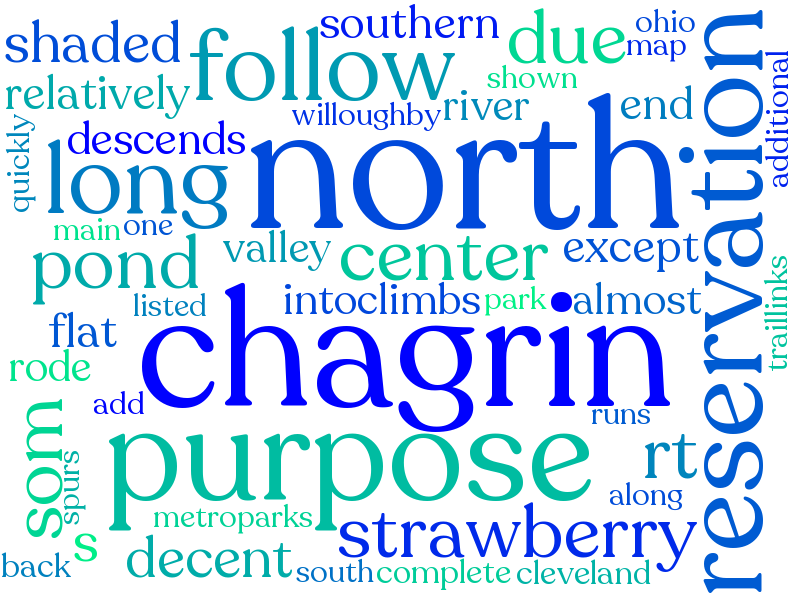 shaded
southern
ohio
follow
due
map
relatively
shown
willoughby
river
end
additional
quickly
descends
north
reservation
long
main
one
valley
center
except
pond
listed
intoclimbs
park
almost
traillinks
flat
chagrin
rode
add
runs
som
spurs
purpose
rt
along
metroparks
strawberry
s
decent
back
south
complete
cleveland